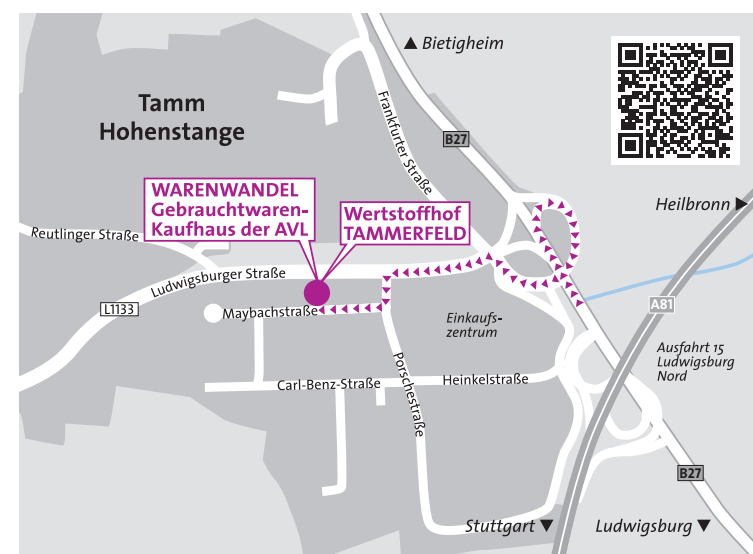 ▲ Bietigheim
Tamm
Hohenstange
Frankfurter Straße
B27
WARENWANDEL
Gebrauchtwaren-
Kaufhaus der AVL
Wertstoffhof
TAMMERFELD
Heilbronn ▶
Reutlinger Straße
Ludwigsburger Straße
L1133
Maybachstraße
Einkaufs-
zentrum
A81
Ausfahrt 15
Ludwigsburg
Nord
Porschestraße
Carl-Benz-Straße
Heinkelstraße
B27
Stuttgart ▼
Ludwigsburg ▼